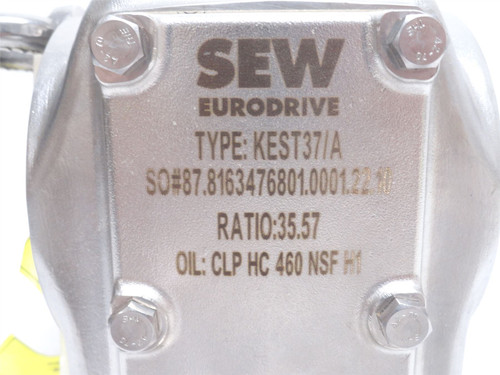 SEW
EURODRIVE
TYPE: KEST37/A
SO#87.8163476801.0001.22
RATIO:35.57
OIL: CLP HC 460 NSF H1